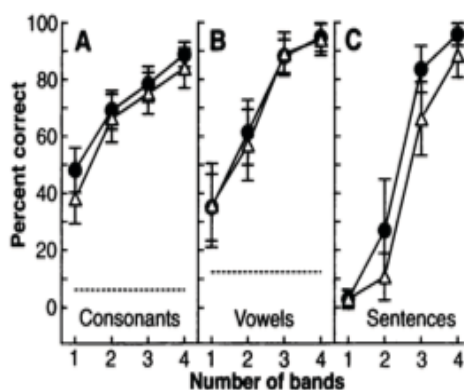 Percent correct
100
80
60
40
20
0
A
B
C
Consonants
Vowels
Sentences
1 2 3 4 1 2 3 4 1 2 3 4
Number of bands